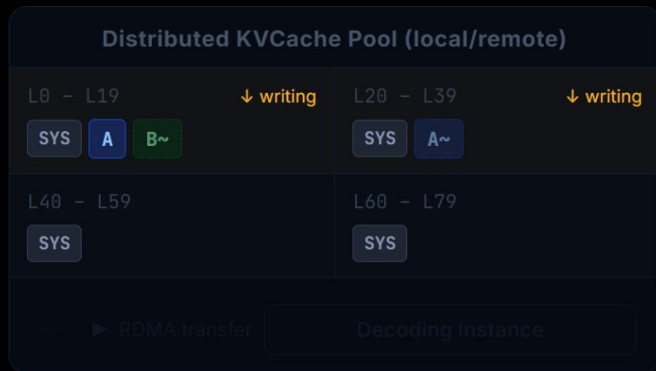 Distributed KVCache Pool (local/remote)
L0 – L19 ↓ writing
SYS A B~
L20 – L39 ↓ writing
SYS A~
L40 – L59
SYS
L60 – L79
SYS
▶ RDMA transfer
Decoding Instance